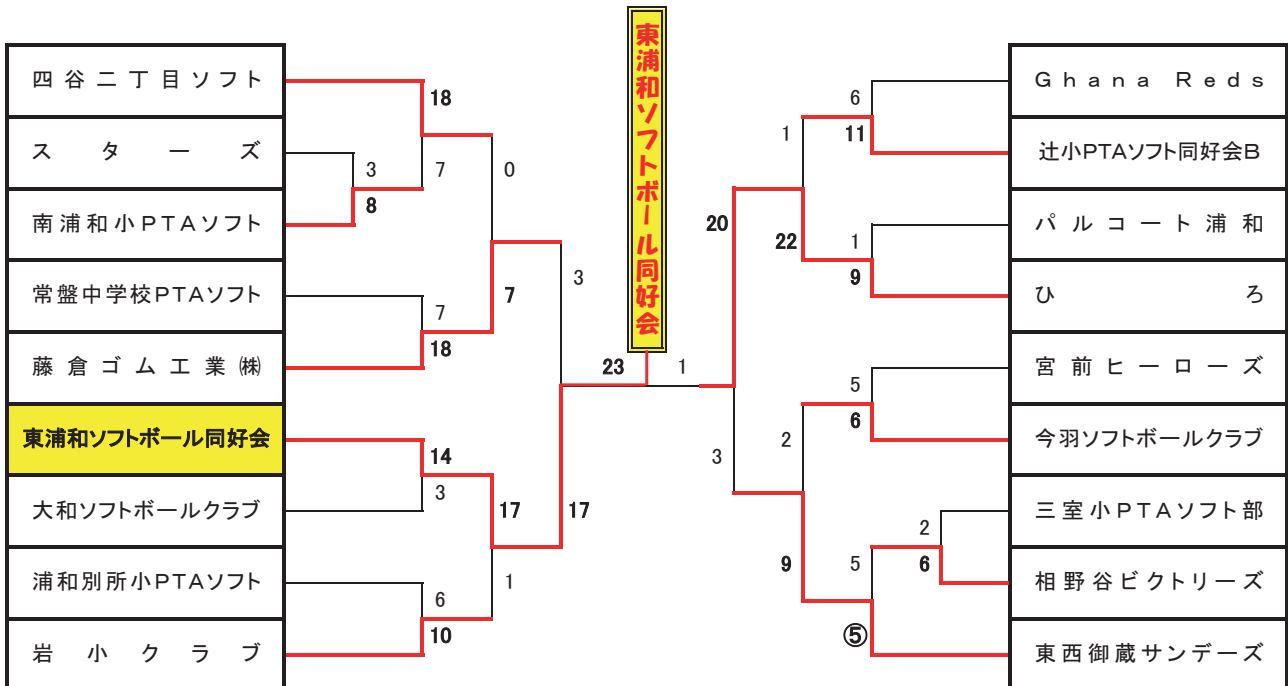 東浦和ソフトボール同好会
四谷二丁目ソフト
スターズ
南浦和小PTAソフト
常盤中学校PTAソフト
藤倉ゴム工業㈱
東浦和ソフトボール同好会
大和ソフトボールクラブ
浦和別所小PTAソフト
岩小クラブ
18
3
7
8
0
7
18
7
3
14
3
17
17
6
1
10
23
1
20
3
1
22
6
11
1
9
5
6
2
9
2
6
5
⑤
Ghana Reds
辻小PTAソフト同好会B
パルコート浦和
ひろ
宮前ヒーローズ
今羽ソフトボールクラブ
三室小PTAソフト部
相野谷ビクトリーズ
東西御蔵サンデーズ